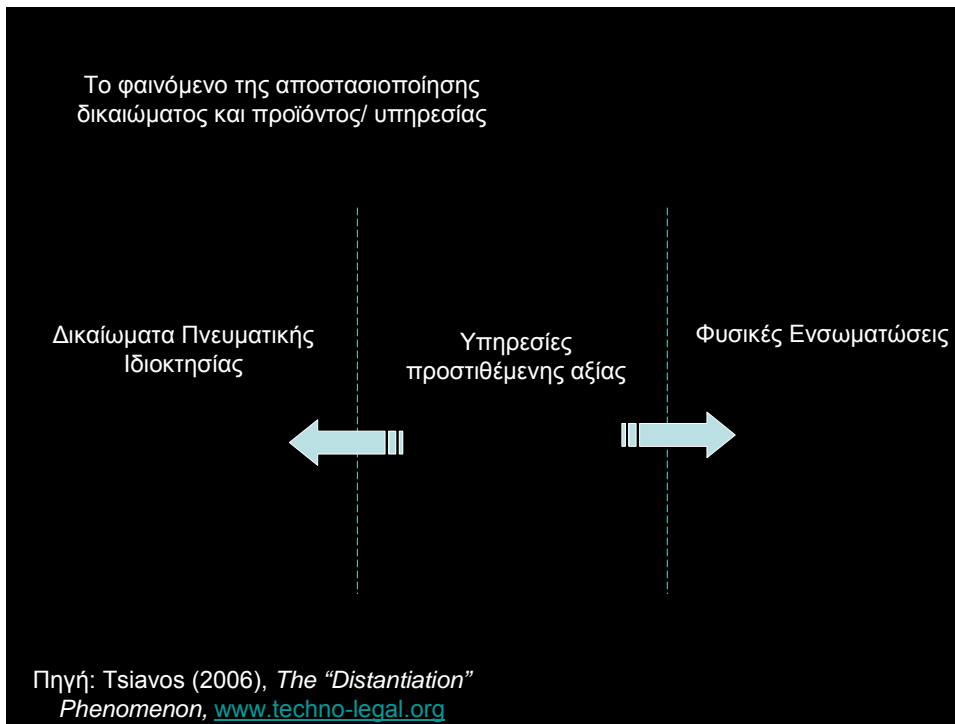 Το φαινόμενο της αποστασιοποίησης
δικαιώματος και προϊόντος/ υπηρεσίας
Δικαίωματα Πνευματικής
Ιδιοκτησίας
Υπηρεσίες
προστιθέμενης αξίας
Φυσικές Ενσωματώσεις
Πηγή: Tsiavos (2006), The “Distantiation”
Phenomenon, www.techno-legal.org